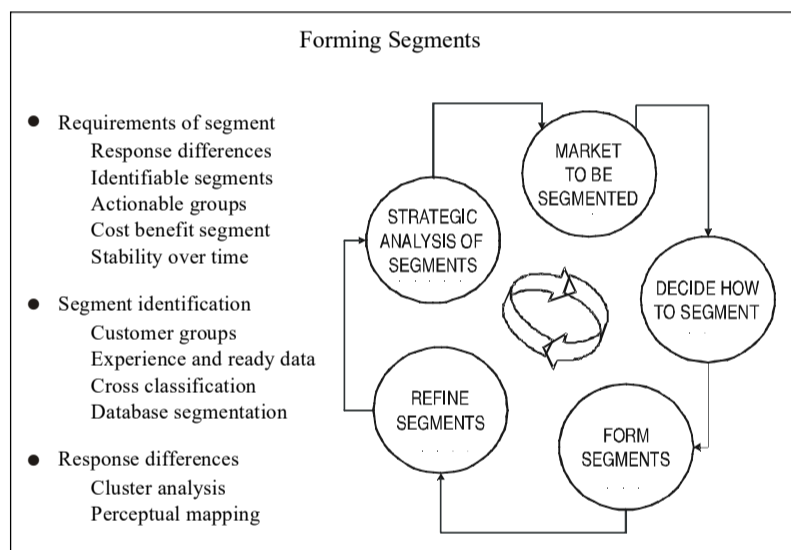 Forming Segments
● Requirements of segment
Response differences
Identifiable segments
Actionable groups
Cost benefit segment
Stability over time
● Segment identification
Customer groups
Experience and ready data
Cross classification
Database segmentation
● Response differences
Cluster analysis
Perceptual mapping
MARKET
TO BE
SEGMENTED
DECIDE HOW
TO SEGMENT
FORM
SEGMENTS
REFINE
SEGMENTS
STRATEGIC
ANALYSIS OF
SEGMENTS